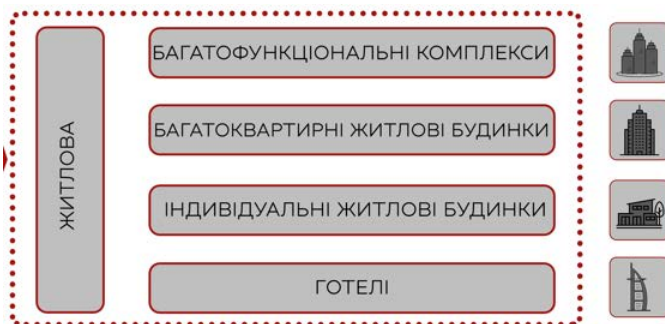 ЖИТЛОВА
БАГАТОФУНКЦІОНАЛЬНІ КОМПЛЕКСИ
БАГАТОКВАРТИРНІ ЖИТЛОВІ БУДИНКИ
ІНДИВІДУАЛЬНІ ЖИТЛОВІ БУДИНКИ
ГОТЕЛІ